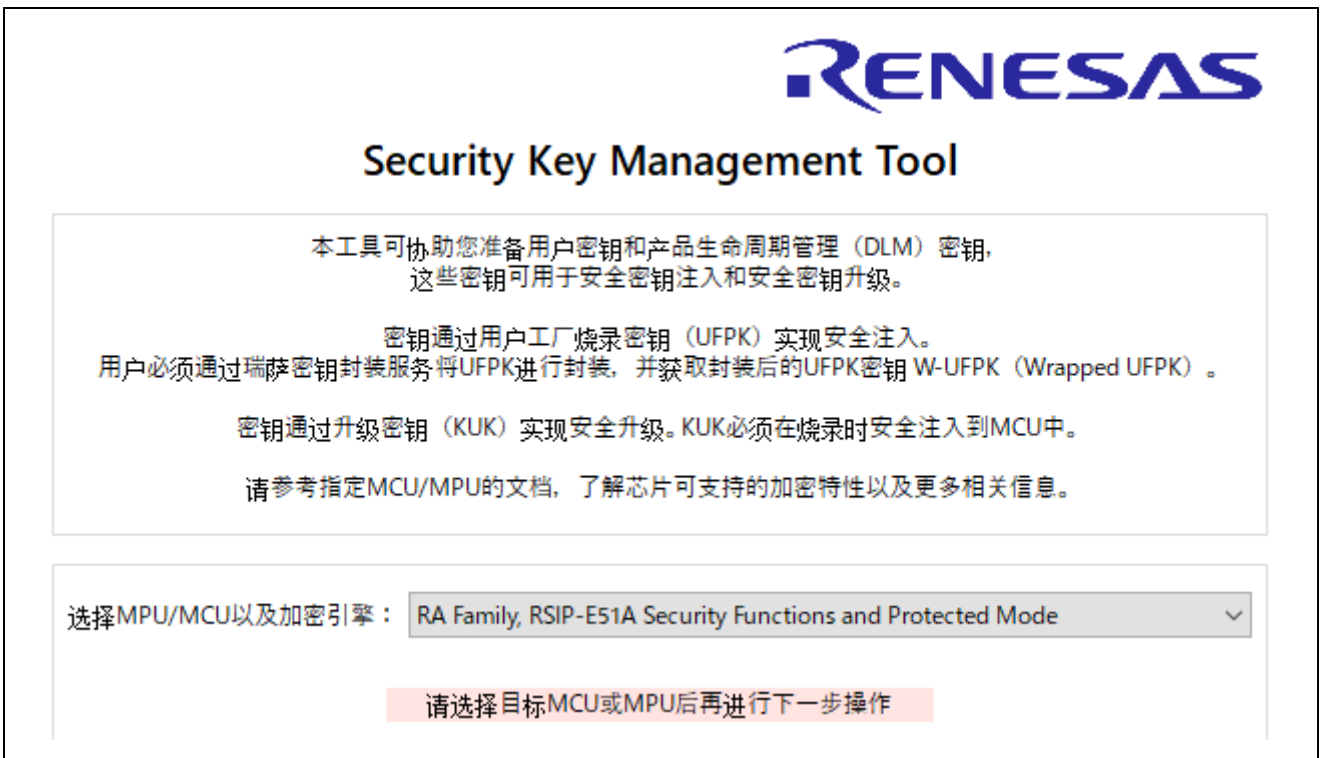 RENESAS
Security Key Management Tool
本工具可协助您准备用户密钥和产品生命周期管理（DLM）密钥,
这些密钥可用于安全密钥注入和安全密钥升级。
密钥通过用户工厂烧录密钥（UFPK）实现安全注入。
用户必须通过瑞萨密钥封装服务将UFPK进行封装，并获取封装后的UFPK密钥 W-UFPK（Wrapped UFPK）。
密钥通过升级密钥（KUK）实现安全升级。KUK必须在烧录时安全注入到MCU中。
请参考指定MCU/MPU的文档，了解芯片可支持的加密特性以及更多相关信息。
选择MPU/MCU以及加密引擎： RA Family, RSIP-E51A Security Functions and Protected Mode
请选择目标MCU或MPU后再进行下一步操作